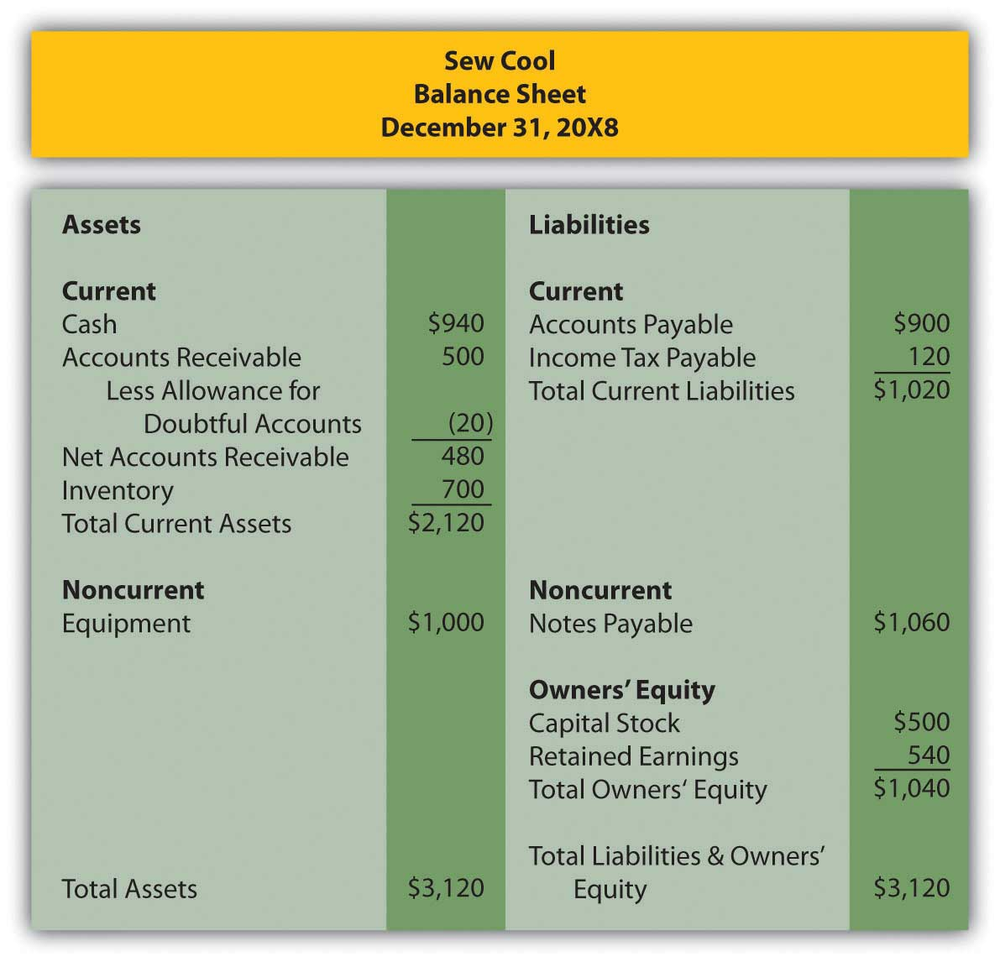 Sew Cool
Balance Sheet
December 31, 20X8
Assets
Current
Cash $940
Accounts Receivable 500
Less Allowance for
Doubtful Accounts (20)
Net Accounts Receivable 480
Inventory 700
Total Current Assets $2,120
Noncurrent
Equipment $1,000
Total Assets $3,120
Liabilities
Current
Accounts Payable $900
Income Tax Payable 120
Total Current Liabilities $1,020
Noncurrent
Notes Payable $1,060
Owners’ Equity
Capital Stock $500
Retained Earnings 540
Total Owners‘ Equity $1,040
Total Liabilities & Owners’
Equity $3,120